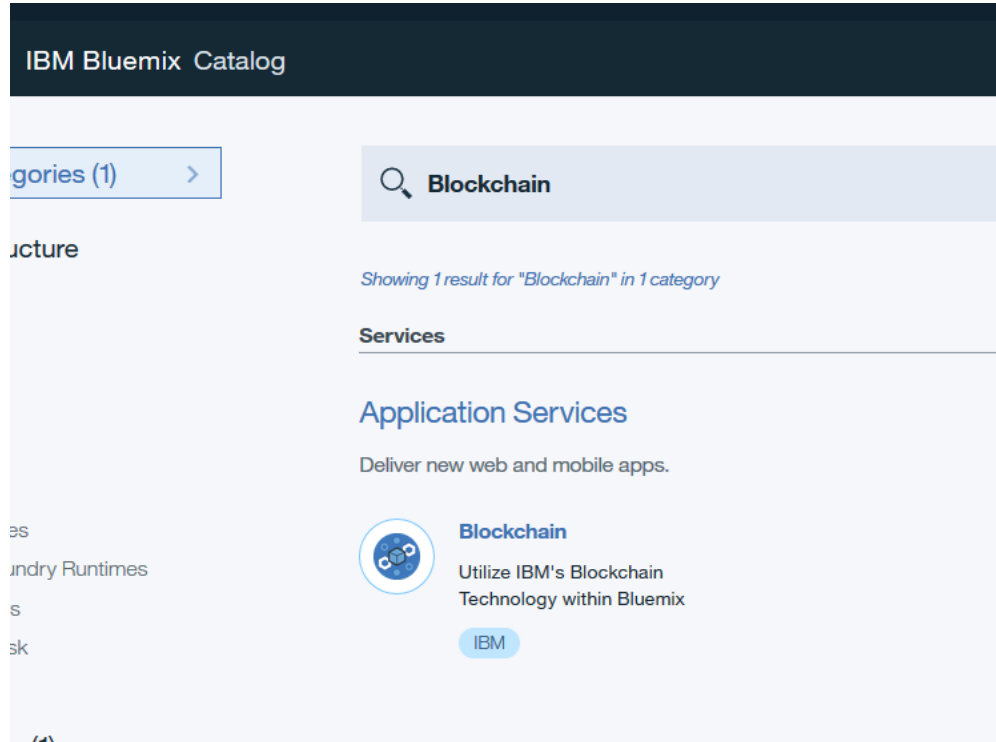 IBM Bluemix Catalog
gories (1)
ucture
es
undry Runtimes
s
sk
Blockchain
Showing 1 result for "Blockchain" in 1 category
Services
Application Services
Deliver new web and mobile apps.
Blockchain
Utilize IBM's Blockchain
Technology within Bluemix
IBM